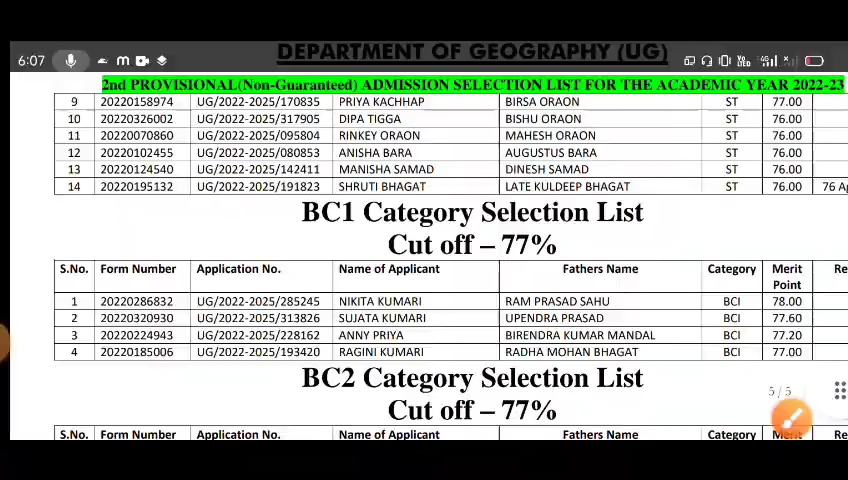 DEPARTMENT OF GEOGRAPHY (UG)
6:07
2nd PROVISIONAL(Non-Guaranteed) ADMISSION SELECTION LIST FOR THE ACADEMIC YEAR 2022-23
9 20220158974 UG/2022-2025/170835 PRIYA KACHHAP BIRSA ORAON ST 77.00
10 20220326002 UG/2022-2025/317905 DIPA TIGGA BISHU ORAON ST 76.00
11 20220070860 UG/2022-2025/095804 RINKEY ORAON MAHESH ORAON ST 76.00
12 20220102455 UG/2022-2025/080853 ANISHA BARA AUGUSTUS BARA ST 76.00
13 20220124540 UG/2022-2025/142411 MANISHA SAMAD DINESH SAMAD ST 76.00
14 20220195132 UG/2022-2025/191823 SHRUTI BHAGAT LATE KULDEEP BHAGAT ST 76.00 76 Ap
BC1 Category Selection List
Cut off – 77%
S.No. Form Number Application No. Name of Applicant Fathers Name Category Merit Point Re
1 20220286832 UG/2022-2025/285245 NIKITA KUMARI RAM PRASAD SAHU BCI 78.00
2 20220320930 UG/2022-2025/313826 SUJATA KUMARI UPENDRA PRASAD BCI 77.60
3 20220224943 UG/2022-2025/228162 ANNY PRIYA BIRENDRA KUMAR MANDAL BCI 77.20
4 20220185006 UG/2022-2025/193420 RAGINI KUMARI RADHA MOHAN BHAGAT BCI 77.00
BC2 Category Selection List
5 / 5
Cut off – 77%
S.No. Form Number Application No. Name of Applicant Fathers Name Category Merit Re